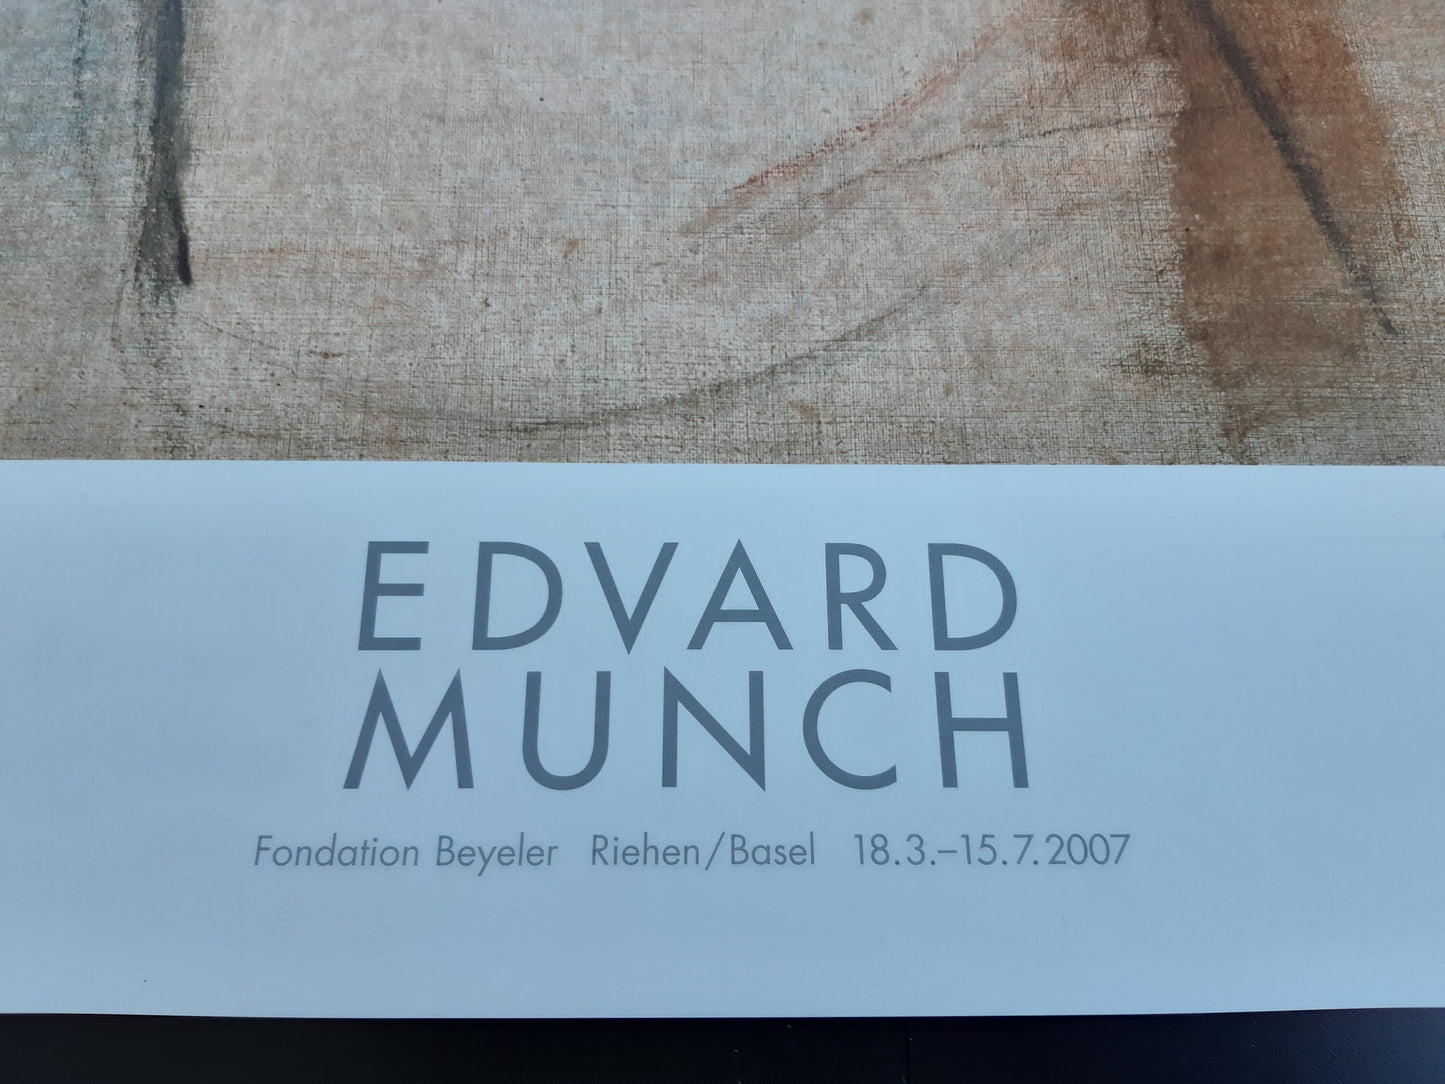 EDVARD
MUNCH
Fondation Beyeler Riehen/Basel 18.3.–15.7.2007